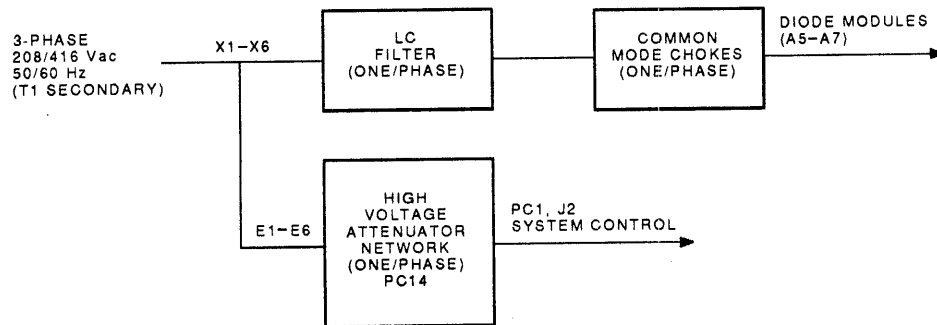 3-PHASE
208/416 Vac
50/60 Hz
(T1 SECONDARY)
X1-X6
LC
FILTER
(ONE/PHASE)
COMMON
MODE CHOKES
(ONE/PHASE)
DIODE MODULES
(A5-A7)
E1-E6
HIGH
VOLTAGE
ATTENUATOR
NETWORK
(ONE/PHASE)
PC14
PC1, J2
SYSTEM CONTROL